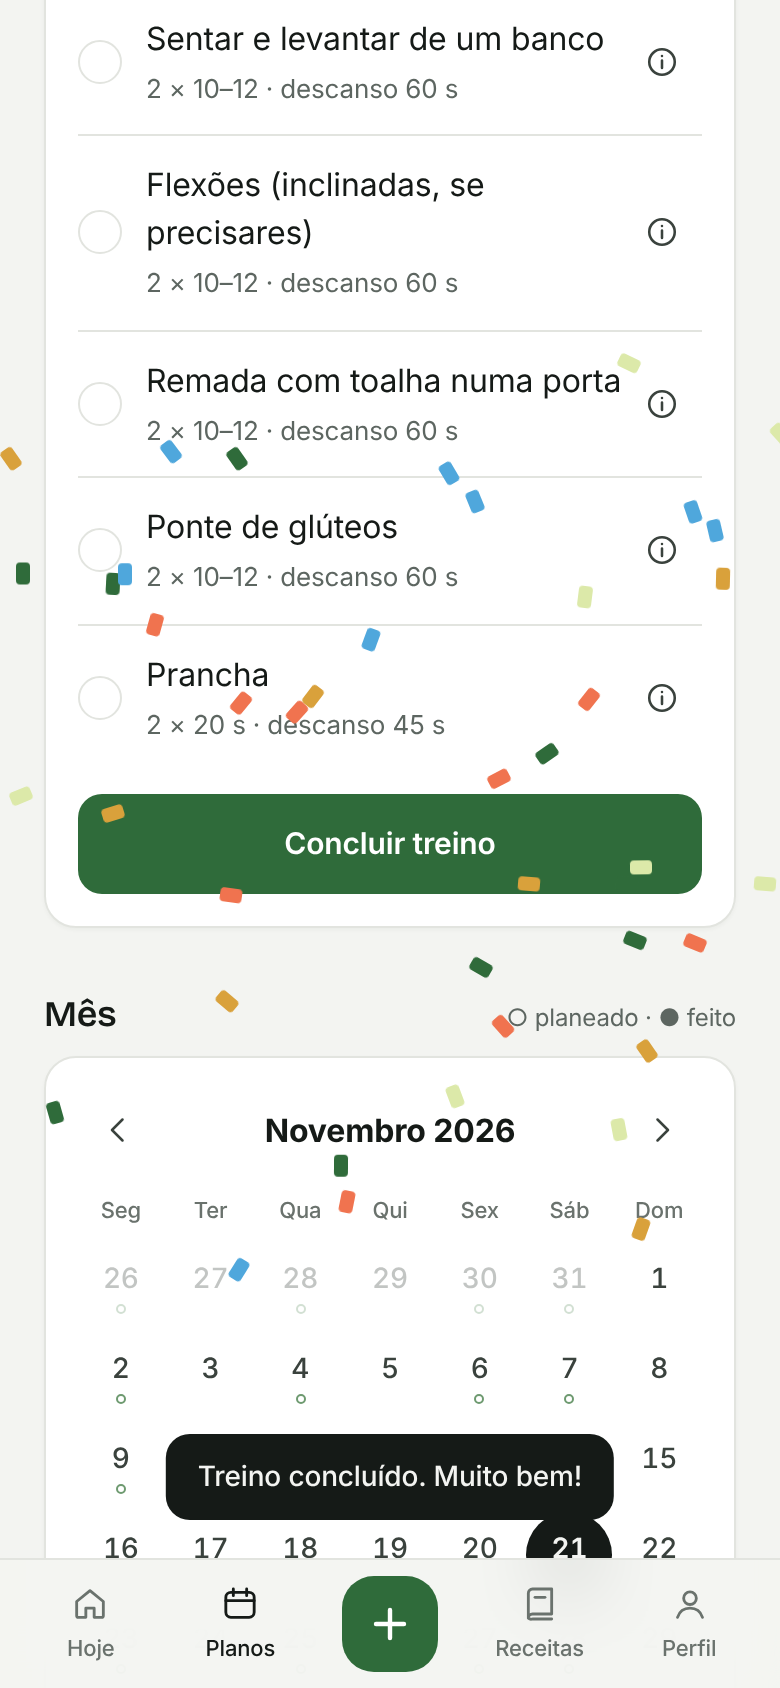 Sentar e levantar de um banco
2 × 10–12 · descanso 60 s
Flexões (inclinadas, se
precisares)
2 × 10–12 · descanso 60 s
Remada com toalha numa porta
2 × 10–12 · descanso 60 s
Ponte de glúteos
2 × 10–12 · descanso 60 s
Prancha
2 × 20 s · descanso 45 s
Concluir treino
Mês
planeado · feito
Novembro 2026
Seg Ter Qua Qui Sex Sáb Dom
26 27 28 29 30 31 1
2 3 4 5 6 7 8
9 15
Treino concluído. Muito bem!
16 17 18 19 20 21 22
Hoje Planos Receitas Perfil